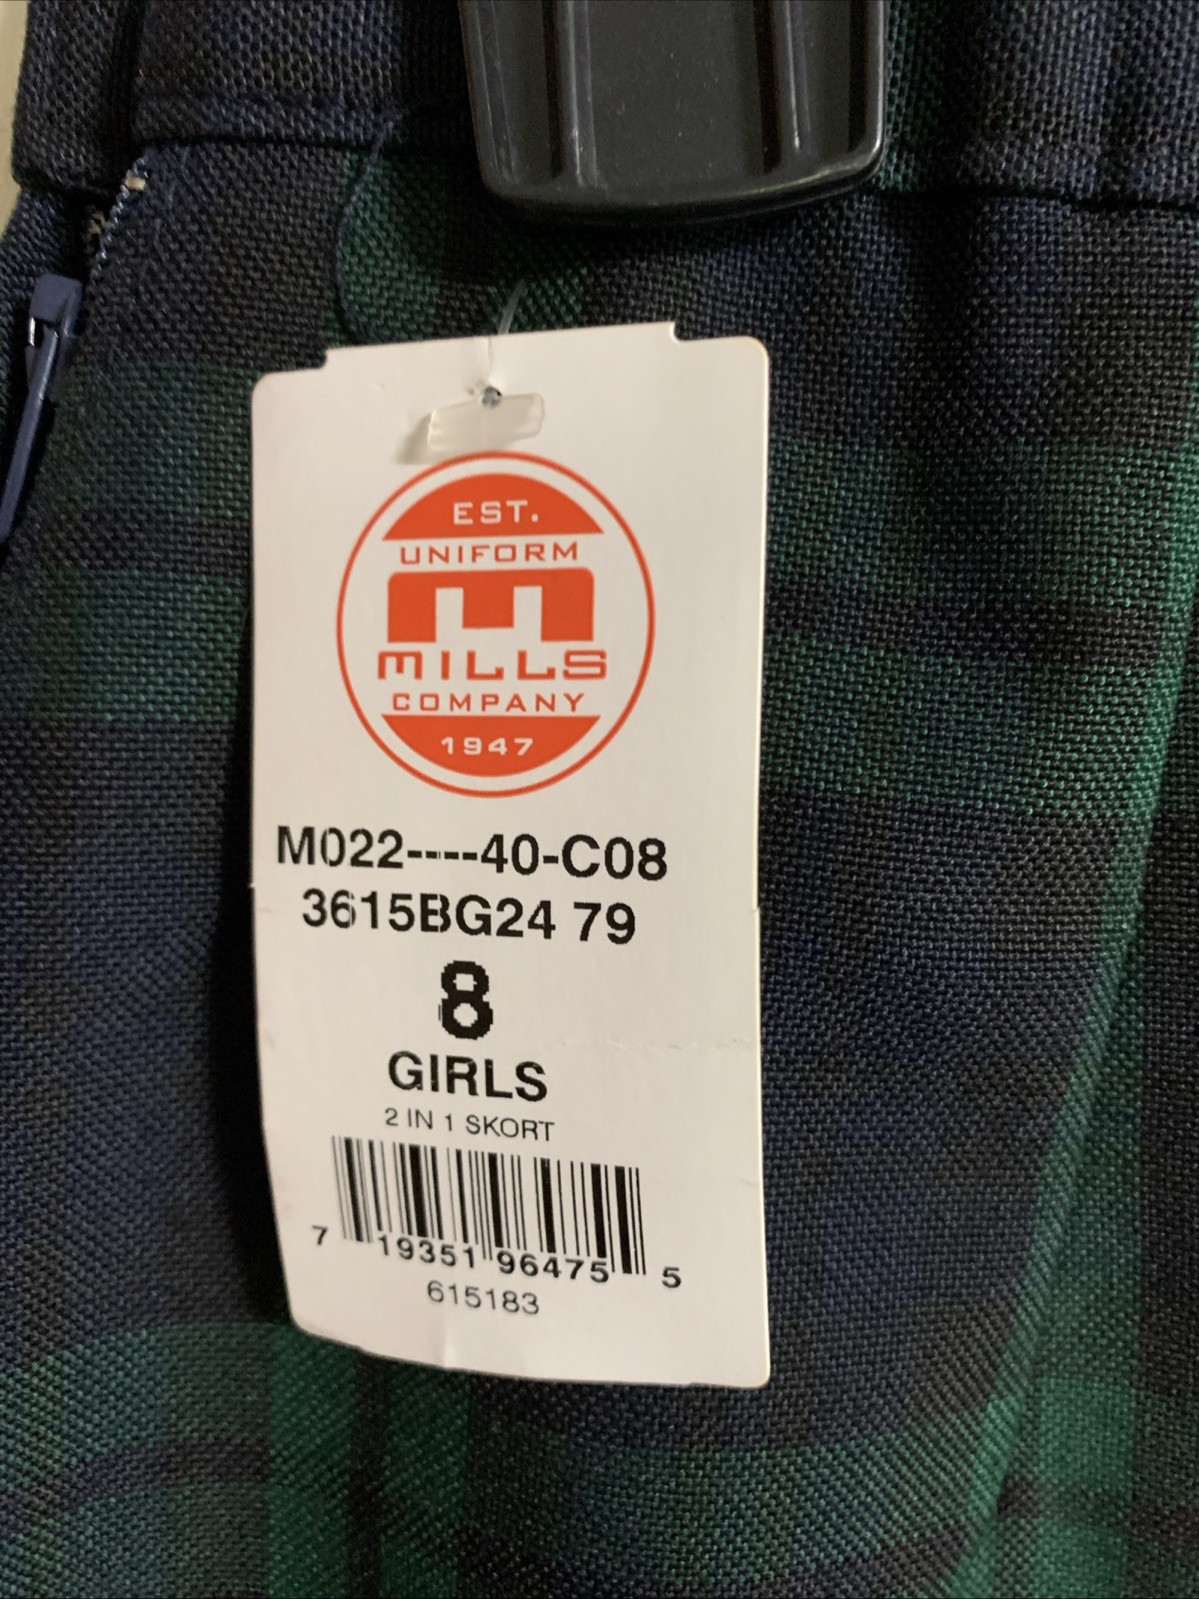 EST.
UNIFORM
M
MILLS
COMPANY
1947
M022----40-C08
3615BG24 79
8
GIRLS
2 IN 1 SKORT
7 19351 96475 5
615183